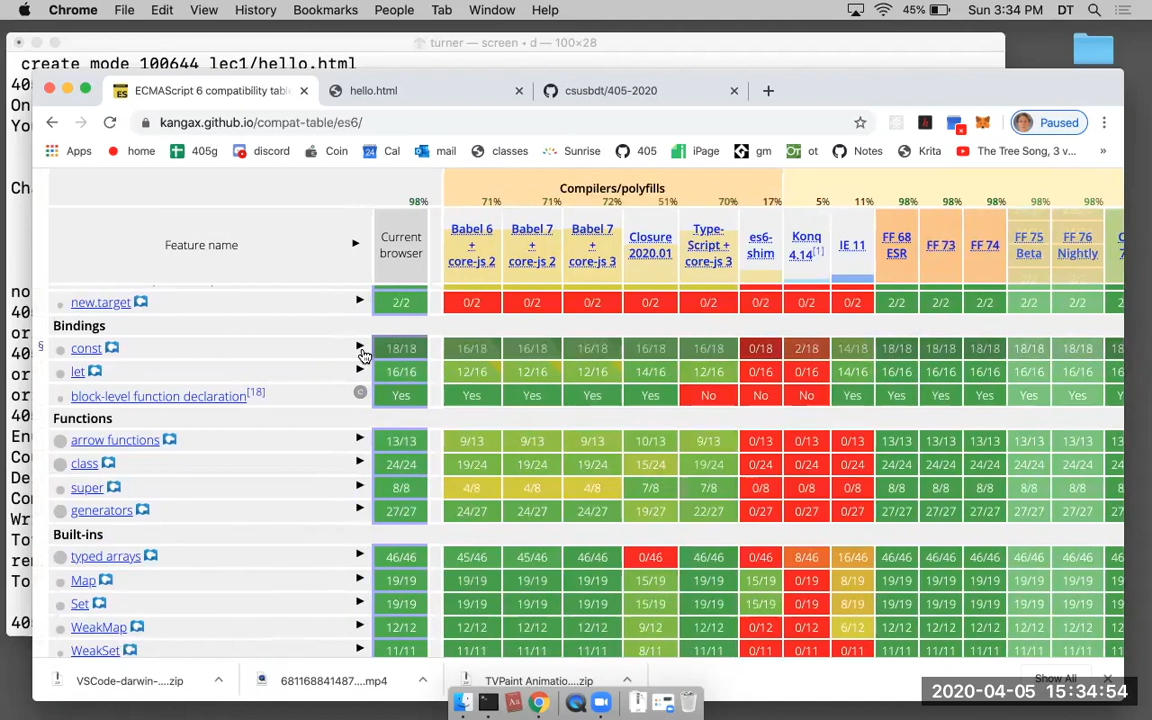 Chrome File Edit View History Bookmarks People Tab Window Help 45% Sun 3:34 PM DT
turner — screen • d — 100×28
create mode 100644 lec1/hello.html
ECMAScript 6 compatibility table hello.html csusbdt/405-2020
kangax.github.io/compat-table/es6/ Paused
Apps home 405g discord Coin Cal mail classes Sunrise 405 iPage gm ot Notes Krita The Tree Song, 3 v... »
Compilers/polyfills
98% 71% 71% 72% 51% 70% 17% 5% 11% 98% 98% 98% 98% 98%
Feature name Current browser Babel 6 + core-js 2 Babel 7 + core-js 2 Babel 7 + core-js 3 Closure 2020.01 Type-Script + core-js 3 es6-shim Konq 4.14[1] IE 11 FF 68 ESR FF 73 FF 74 FF 75 Beta FF 76 Nightly
new.target 2/2 0/2 0/2 0/2 0/2 0/2 0/2 0/2 0/2 2/2 2/2 2/2 2/2 2/2 2
Bindings
§ const 18/18 16/18 16/18 16/18 16/18 16/18 0/18 2/18 14/18 18/18 18/18 18/18 18/18 18/18 1
let 16/16 12/16 12/16 12/16 14/16 12/16 0/16 0/16 14/16 16/16 16/16 16/16 16/16 16/16 1
block-level function declaration[18] c Yes Yes Yes Yes Yes No No No Yes Yes Yes Yes Yes Yes
Functions
arrow functions 13/13 9/13 9/13 9/13 10/13 9/13 0/13 0/13 0/13 13/13 13/13 13/13 13/13 13/13 1
class 24/24 19/24 19/24 19/24 15/24 19/24 0/24 0/24 0/24 24/24 24/24 24/24 24/24 24/24 2
super 8/8 4/8 4/8 4/8 7/8 7/8 0/8 0/8 0/8 8/8 8/8 8/8 8/8 8/8 8
generators 27/27 24/27 24/27 24/27 19/27 22/27 0/27 0/27 0/27 27/27 27/27 27/27 27/27 27/27 2
Built-ins
typed arrays 46/46 45/46 45/46 46/46 0/46 46/46 0/46 8/46 16/46 46/46 46/46 46/46 46/46 46/46 4
Map 19/19 19/19 19/19 19/19 15/19 19/19 15/19 0/19 8/19 19/19 19/19 19/19 19/19 19/19 1
Set 19/19 19/19 19/19 19/19 15/19 19/19 15/19 0/19 8/19 19/19 19/19 19/19 19/19 19/19 1
WeakMap 12/12 12/12 12/12 12/12 9/12 12/12 0/12 0/12 6/12 12/12 12/12 12/12 12/12 12/12 1
WeakSet 11/11 11/11 11/11 11/11 8/11 11/11 0/11 0/11 0/11 11/11 11/11 11/11 11/11 11/11 1
VSCode-darwin-....zip 681168841487....mp4 TVPaint Animatio....zip Show All
2020-04-05 15:34:54